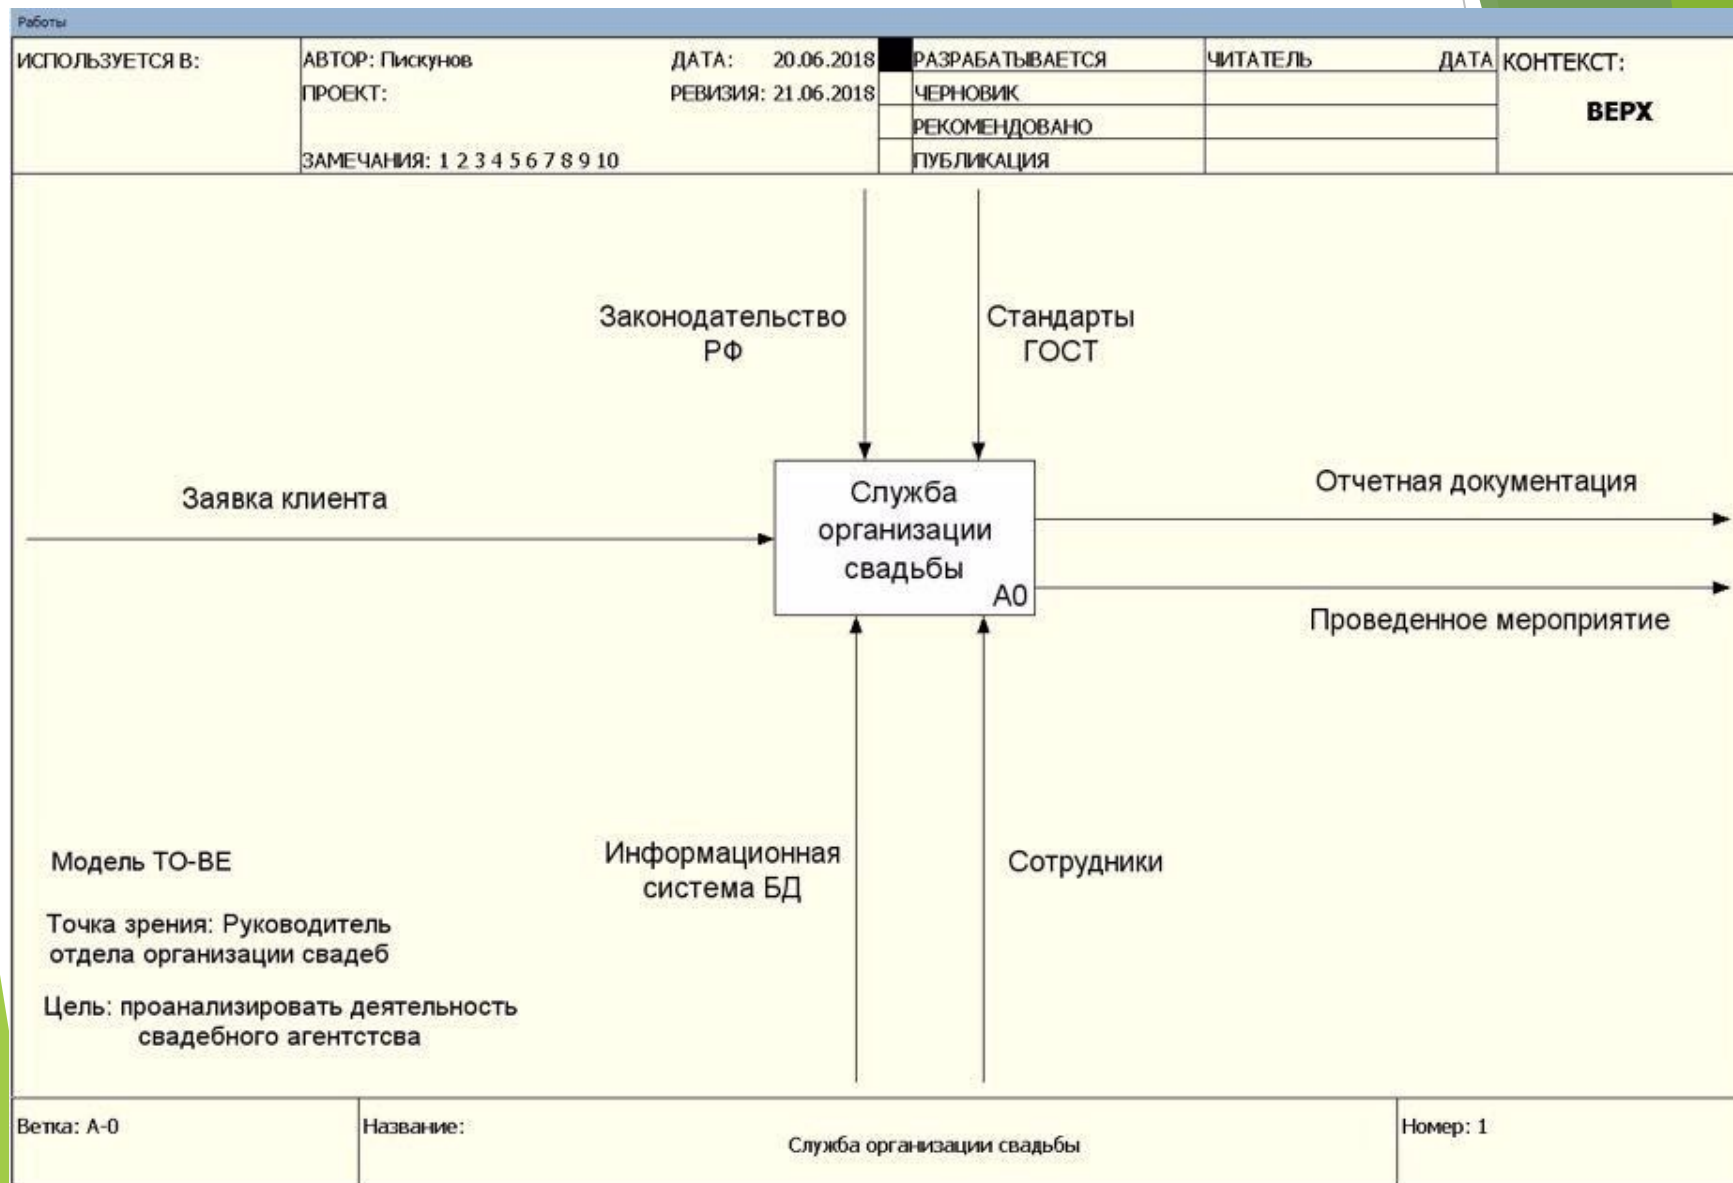 Работы
ИСПОЛЬЗУЕТСЯ В:
АВТОР: Пискунов
ДАТА: 20.06.2018
ПРОЕКТ:
РЕВИЗИЯ: 21.06.2018
ЗАМЕЧАНИЯ: 1 2 3 4 5 6 7 8 9 10
РАЗРАБАТЫВАЕТСЯ
ЧЕРНОВИК
РЕКОМЕНДОВАНО
ПУБЛИКАЦИЯ
ЧИТАТЕЛЬ
ДАТА
КОНТЕКСТ:
ВЕРХ
Законодательство
РФ
Стандарты
ГОСТ
Заявка клиента
Служба
организации
свадьбы
A0
Отчетная документация
Проведенное мероприятие
Информационная
система БД
Сотрудники
Модель TO-BE
Точка зрения: Руководитель
отдела организации свадеб
Цель: проанализировать деятельность
свадебного агентстсва
Ветка: A-0
Название:
Служба организации свадьбы
Номер: 1